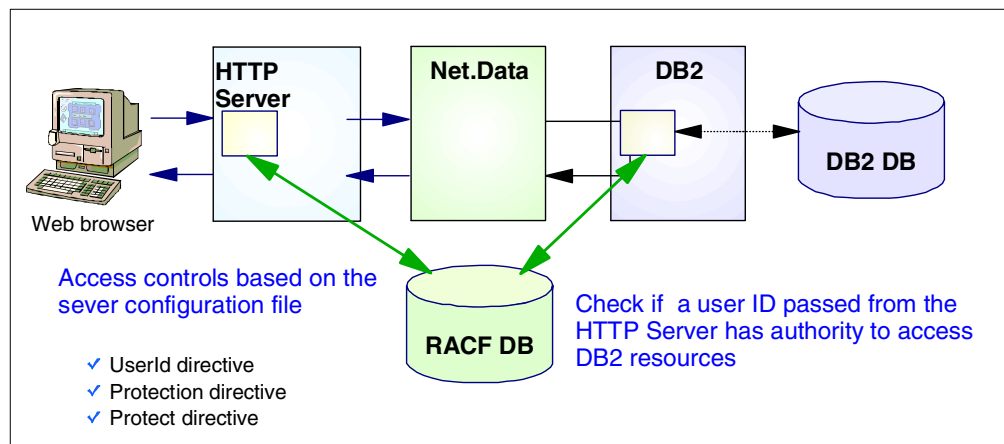 HTTP
Server
Net.Data
DB2
DB2 DB
Web browser
Access controls based on the
sever configuration file
RACF DB
Check if a user ID passed from the
HTTP Server has authority to access
DB2 resources
✓ UserId directive
✓ Protection directive
✓ Protect directive